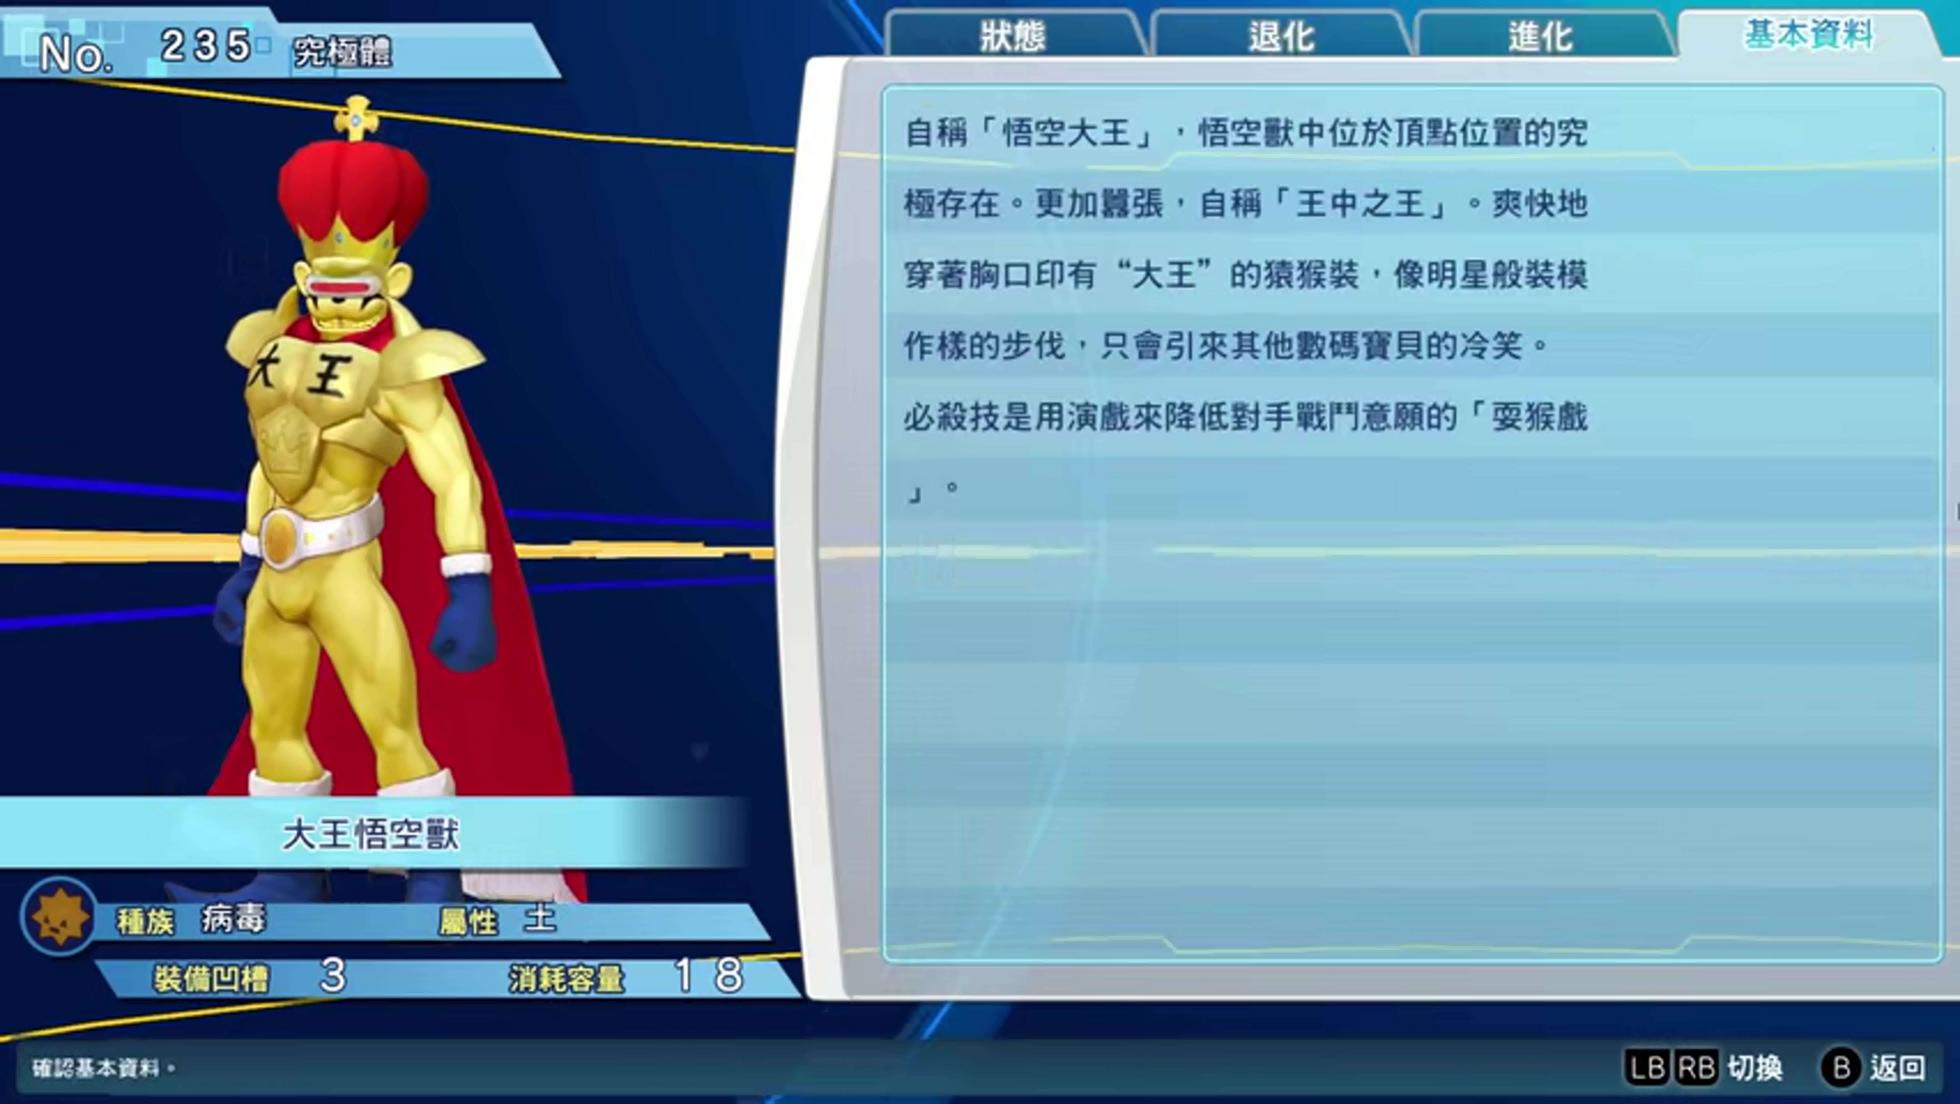 No. 235 究極體
狀態 退化 進化 基本資料
自稱「悟空大王」，悟空獸中位於頂點位置的究
極存在。更加囂張，自稱「王中之王」。爽快地
穿著胸口印有“大王”的猿猴裝，像明星般裝模
作樣的步伐，只會引來其他數碼寶貝的冷笑。
必殺技是用演戲來降低對手戰鬥意願的「耍猴戲
」。
大王
大王悟空獸
種族 病毒 屬性 土
裝備凹槽 3 消耗容量 18
確認基本資料。
LB RB 切換 B 返回